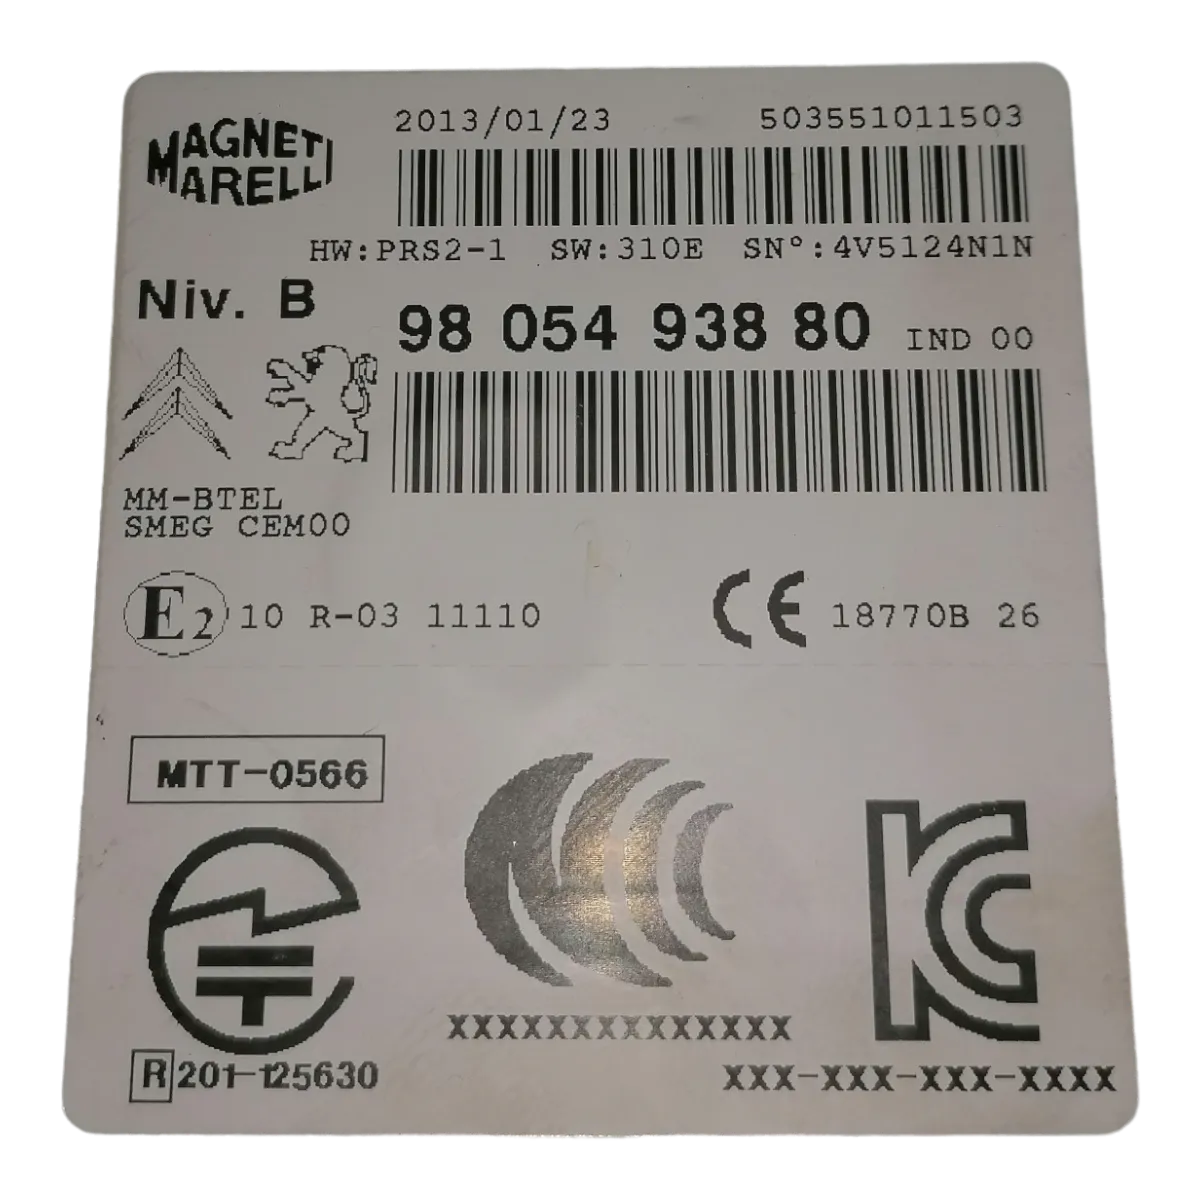 MAGNETI
MARELLI
2013/01/23 503551011503
HW:PRS2-1 SW:310E SN°:4V5124N1N
Niv. B
98 054 938 80 IND 00
MM-BTEL
SMEG CEM00
E2 10 R-03 11110
CE 18770B 26
MTT-0566
R 201-125630
XXXXXXXXXXXXXX
XXX-XXX-XXX-XXXX